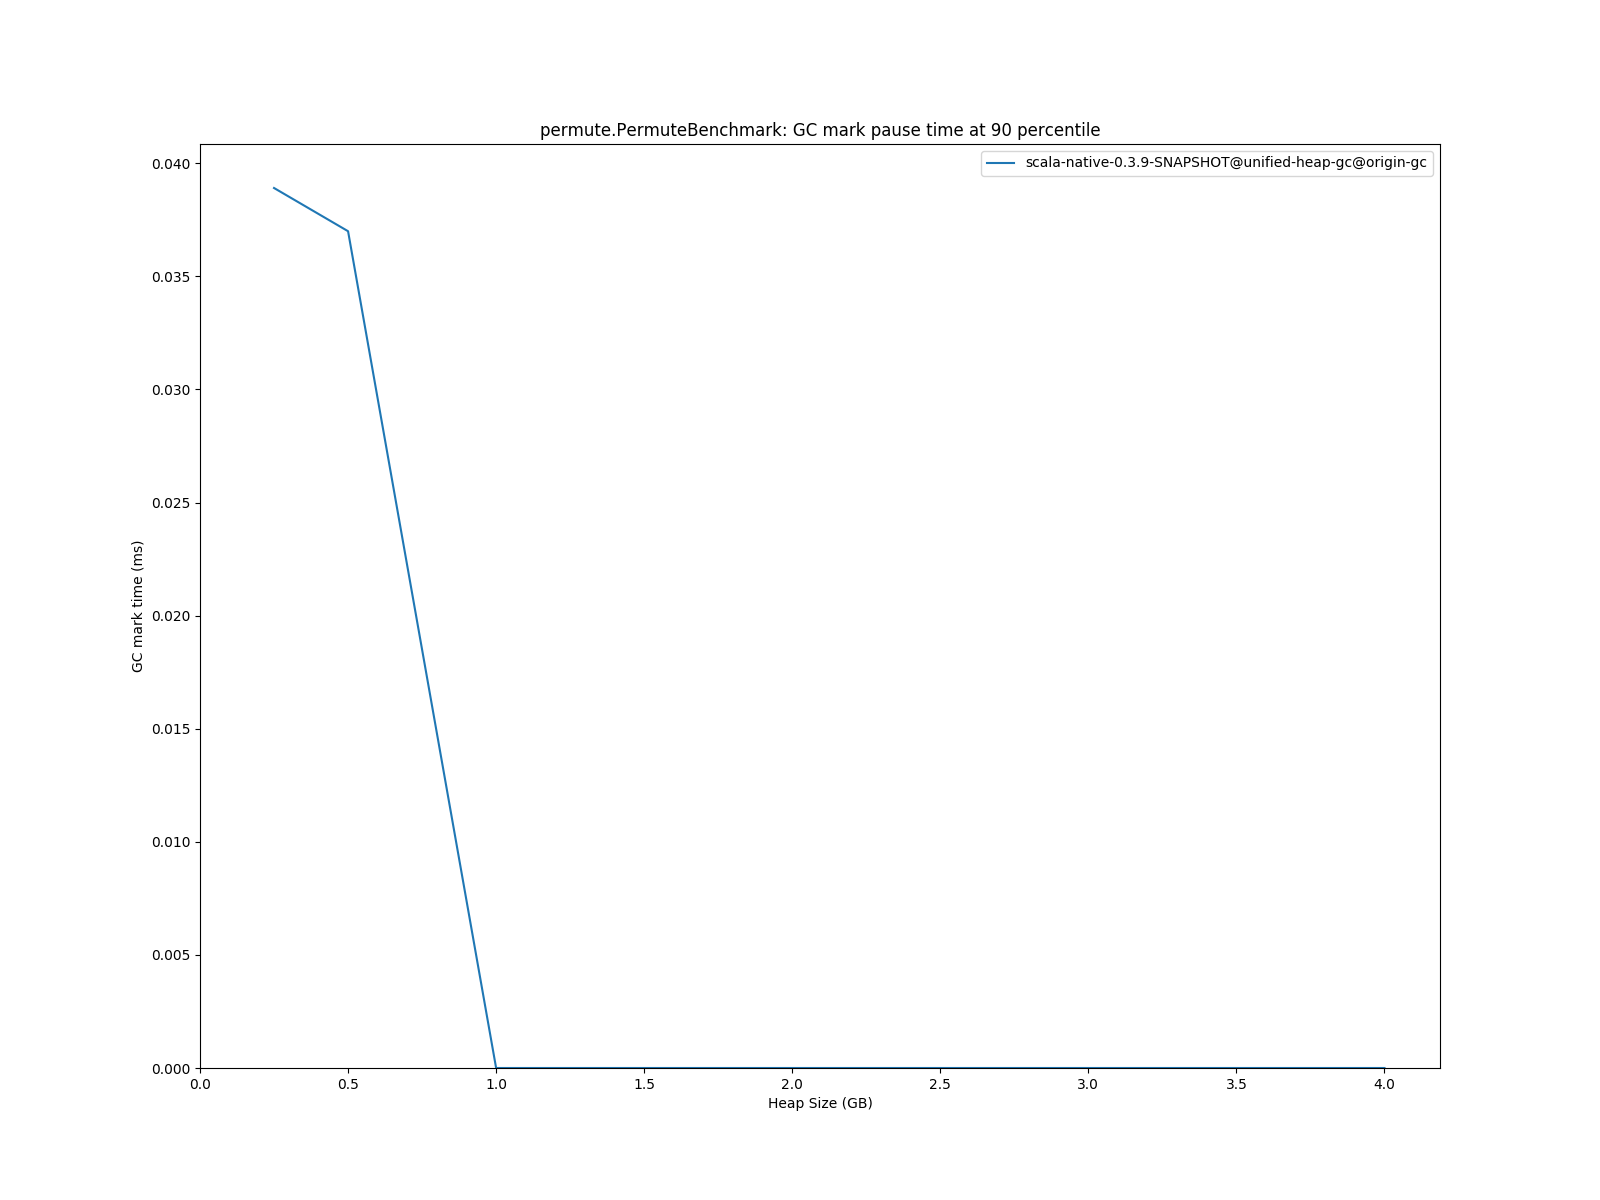 permute.PermuteBenchmark: GC mark pause time at 90 percentile
scala-native-0.3.9-SNAPSHOT@unified-heap-gc@origin-gc
0.040
0.035
0.030
0.025
0.020
0.015
0.010
0.005
0.000
GC mark time (ms)
0.0 0.5 1.0 1.5 2.0 2.5 3.0 3.5 4.0
Heap Size (GB)